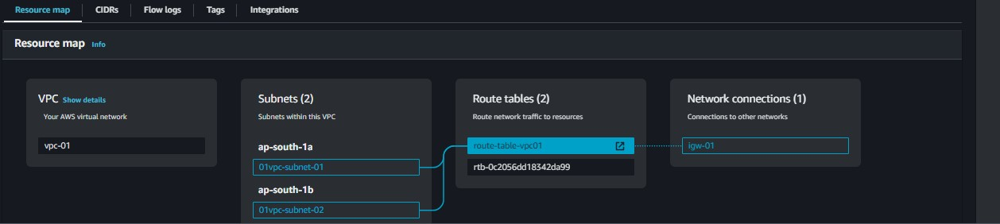 Resource map CIDRs Flow logs Tags Integrations
Resource map Info
VPC Show details
Your AWS virtual network
vpc-01
Subnets (2)
Subnets within this VPC
ap-south-1a
01vpc-subnet-01
ap-south-1b
01vpc-subnet-02
Route tables (2)
Route network traffic to resources
route-table-vpc01
rtb-0c2056dd18342da99
Network connections (1)
Connections to other networks
igw-01